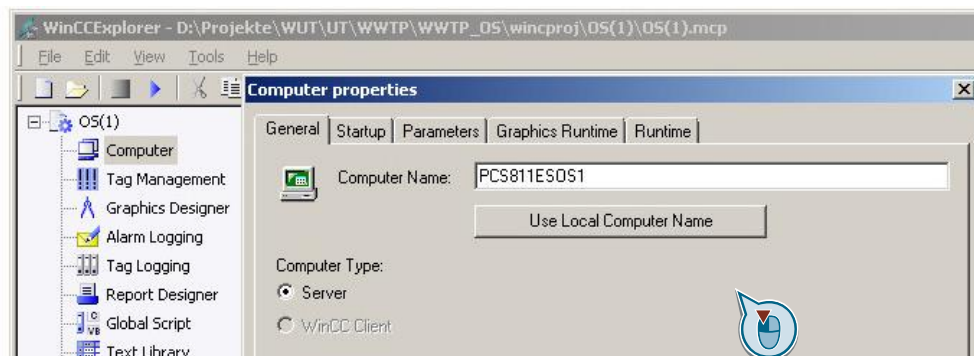 WinCCExplorer - D:\Projekte\WUT\UT\WWTP\WWTP_OS\wincproj\OS(1)\OS(1).mcp
File Edit View Tools Help
Computer properties
OS(1)
Computer
Tag Management
Graphics Designer
Alarm Logging
Tag Logging
Report Designer
Global Script
Text Library
General Startup Parameters Graphics Runtime Runtime
Computer Name: PCS811ESOS1
Use Local Computer Name
Computer Type:
Server
WinCC Client